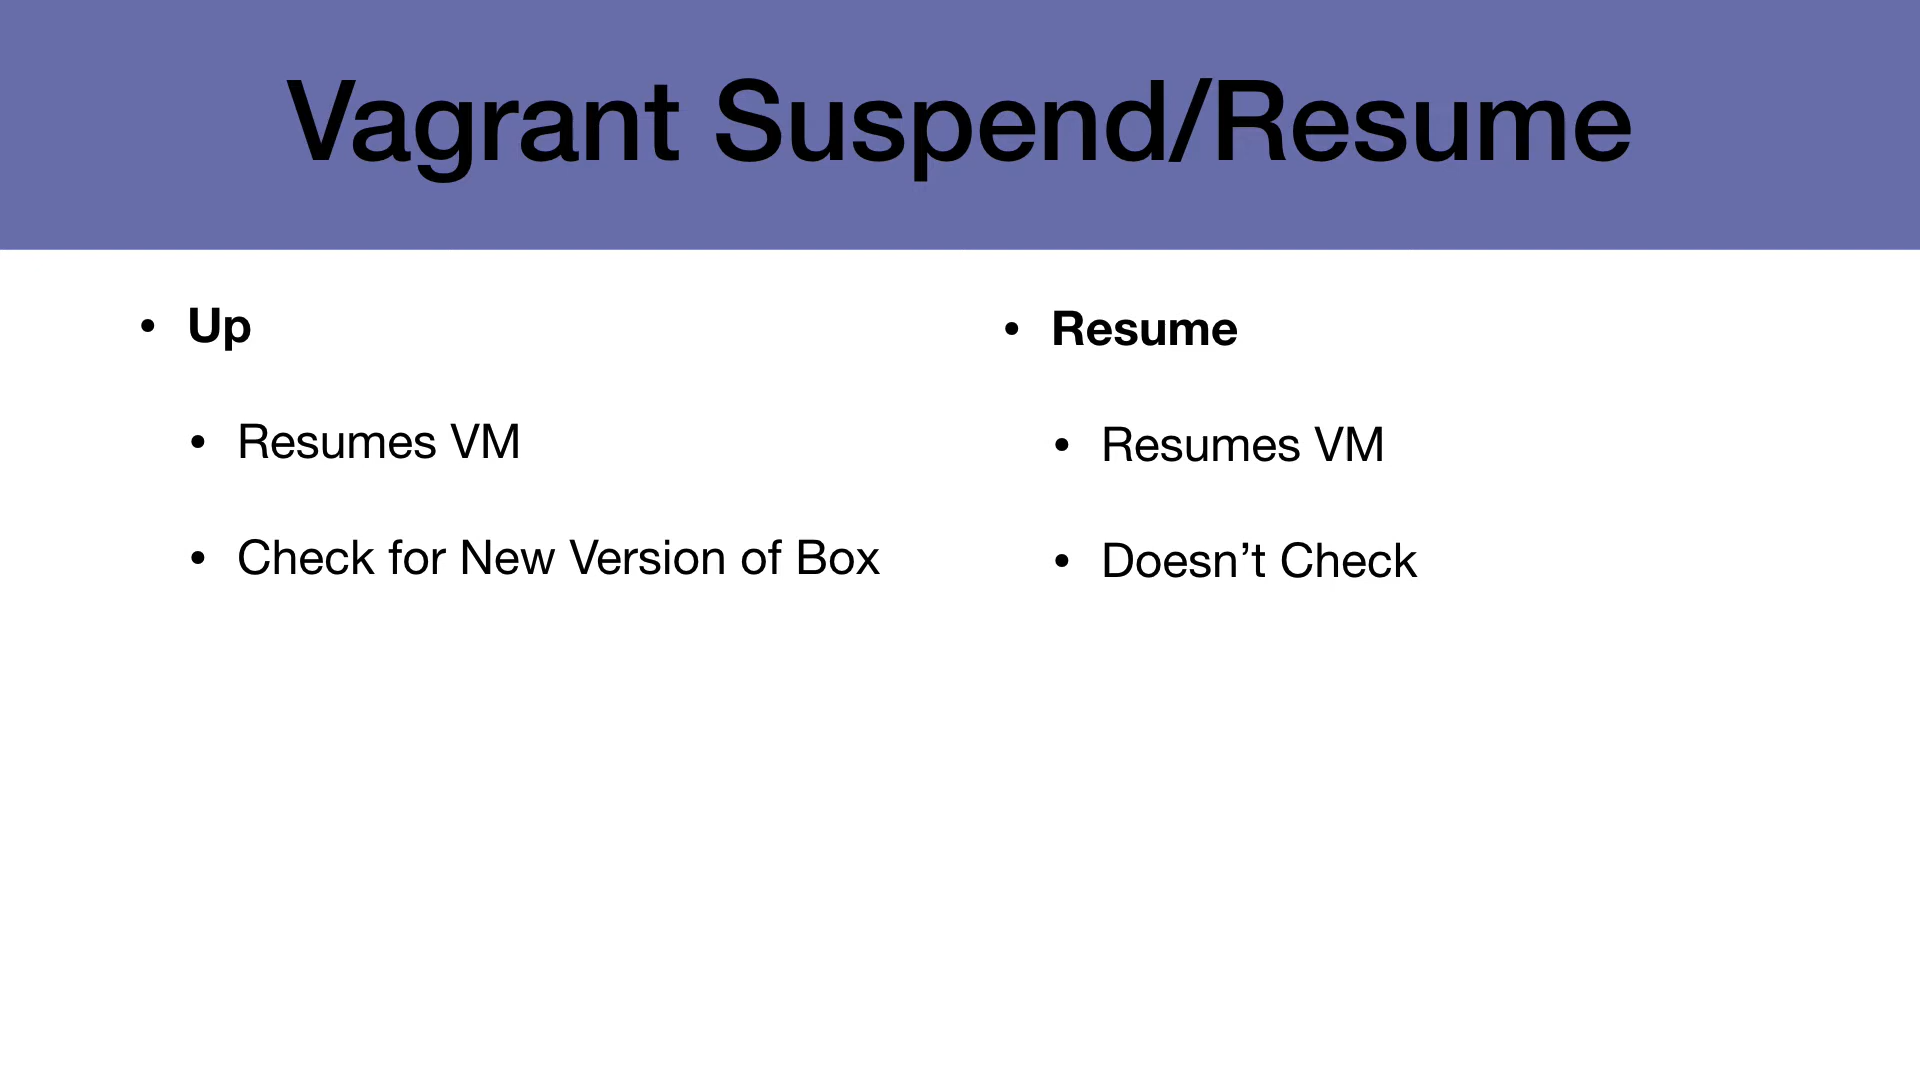 Vagrant Suspend/Resume
• Up
• Resumes VM
• Check for New Version of Box
• Resume
• Resumes VM
• Doesn’t Check